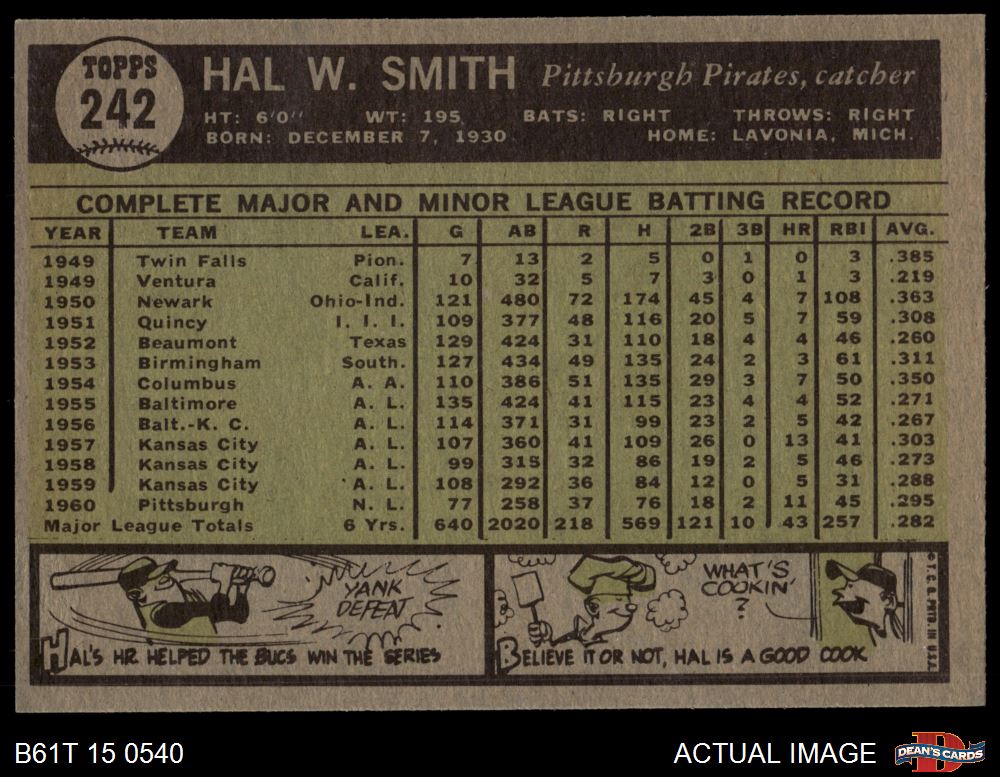 TOPPS
242
HAL W. SMITH Pittsburgh Pirates, catcher
HT: 6'0" WT: 195 BATS: RIGHT THROWS: RIGHT
BORN: DECEMBER 7, 1930 HOME: LAVONIA, MICH.
COMPLETE MAJOR AND MINOR LEAGUE BATTING RECORD
YEAR TEAM LEA. G AB R H 2B 3B HR RBI AVG.
1949 Twin Falls Pion. 7 13 2 5 0 1 0 3 .385
1949 Ventura Calif. 10 32 5 7 3 0 1 3 .219
1950 Newark Ohio-Ind. 121 480 72 174 45 4 7 108 .363
1951 Quincy I. I. I. 109 377 48 116 20 5 7 59 .308
1952 Beaumont Texas 129 424 31 110 18 4 4 46 .260
1953 Birmingham South. 127 434 49 135 24 2 3 61 .311
1954 Columbus A. A. 110 386 51 135 29 3 7 50 .350
1955 Baltimore A. L. 135 424 41 115 23 4 4 52 .271
1956 Balt.-K. C. A. L. 114 371 31 99 23 2 5 42 .267
1957 Kansas City A. L. 107 360 41 109 26 0 13 41 .303
1958 Kansas City A. L. 99 315 32 86 19 2 5 46 .273
1959 Kansas City A. L. 108 292 36 84 12 0 5 31 .288
1960 Pittsburgh N. L. 77 258 37 76 18 2 11 45 .295
Major League Totals 6 Yrs. 640 2020 218 569 121 10 43 257 .282
YANK
DEFEAT
HAL'S HR HELPED THE BUCS WIN THE SERIES
WHAT'S
COOKIN'
?
BELIEVE IT OR NOT, HAL IS A GOOD COOK
© T. C. G. PRTD. IN U.S.A.
B61T 15 0540
ACTUAL IMAGE
D
DEAN'S CARDS